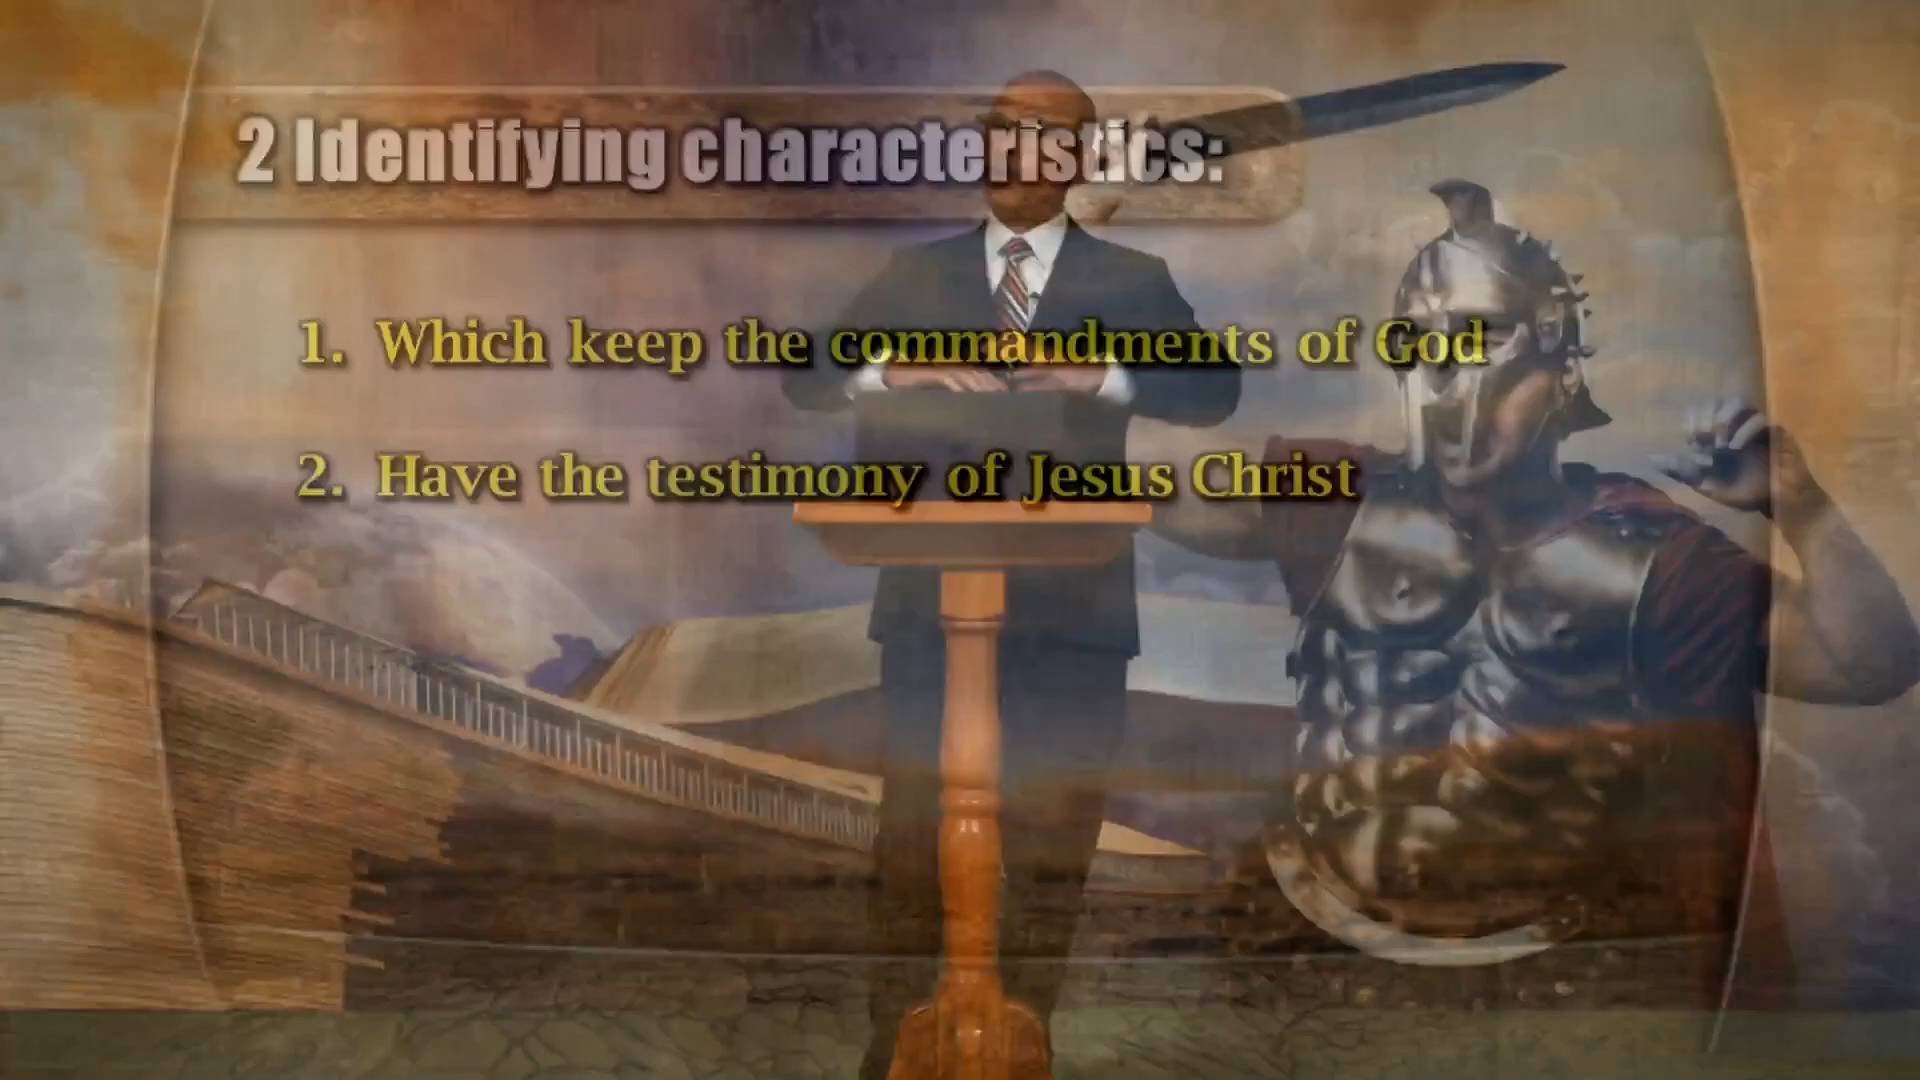 2 Identifying characteristics:
1. Which keep the commandments of God
2. Have the testimony of Jesus Christ